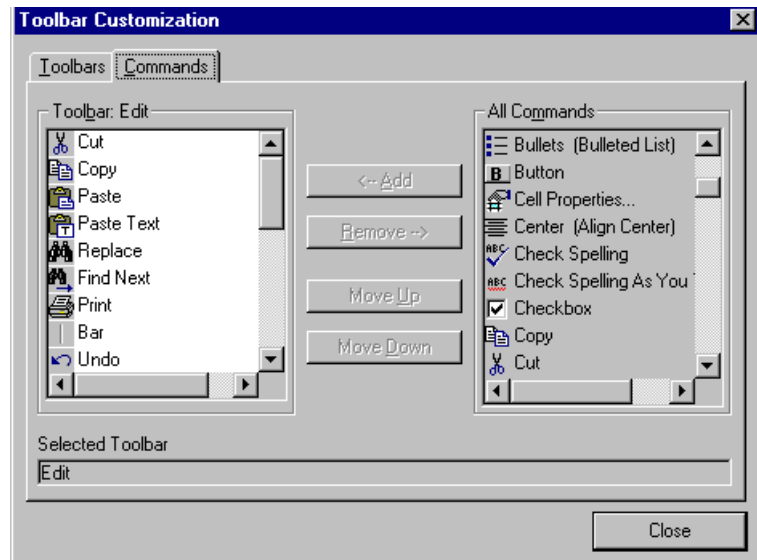 Toolbar Customization
Toolbars
Commands
Toolbar: Edit
Cut
Copy
Paste
Paste Text
Replace
Find Next
Print
Bar
Undo
<-- Add
Remove -->
Move Up
Move Down
All Commands
Bullets (Bulleted List)
B Button
Cell Properties...
Center (Align Center)
ABC Check Spelling
ABC Check Spelling As You
Checkbox
Copy
Cut
Selected Toolbar
Edit
Close